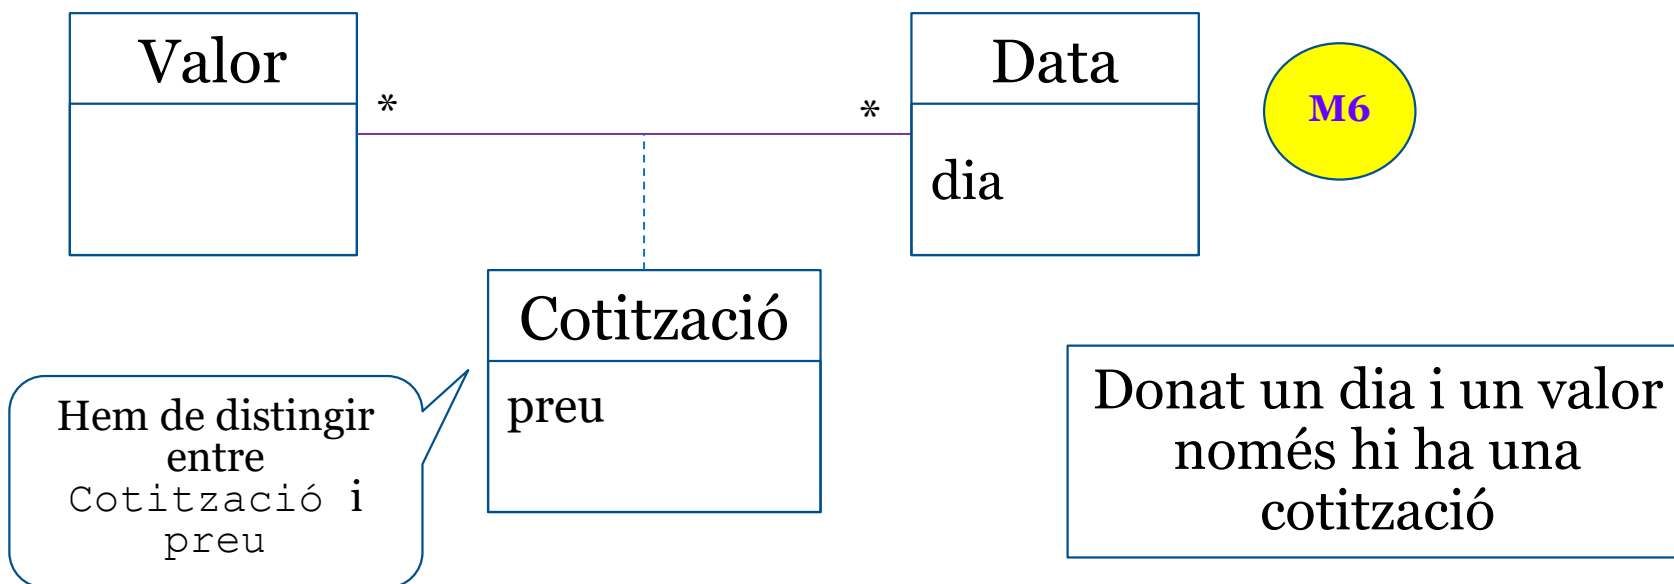 Valor
*
*
Data
dia
M6
Cotització
preu
Hem de distingir
entre
Cotització i
preu
Donat un dia i un valor
només hi ha una
cotització